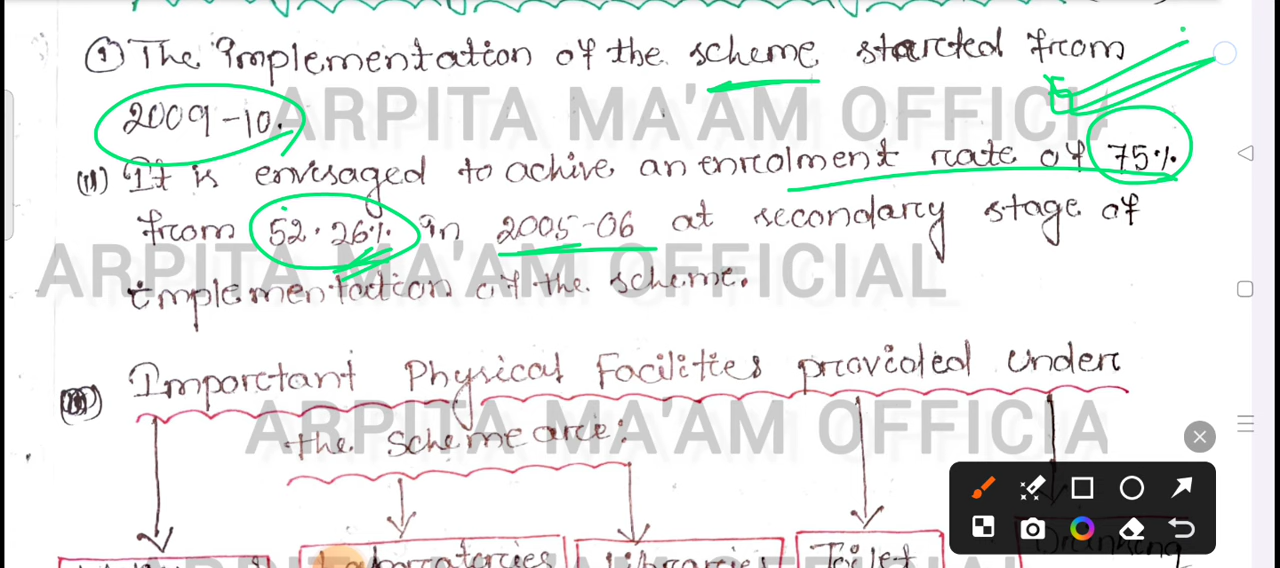 (i) The implementation of the scheme started from
2009-10.
(ii) It is envisaged to achive an enrolment rate of 75%
from 52.26% in 2005-06 at secondary stage of
implementation of the scheme.
(iii) Important Physical Facilities provided under
the scheme are:
Laboratories Libraries Toilet Drinking
ARPITA MA'AM OFFICI
ARPITA MA'AM OFFICIAL
ARPITA MA'AM OFFICIA